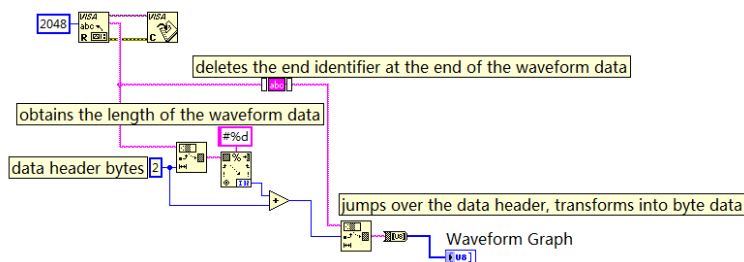 VISA
VISA
2048
abc
R
C
deletes the end identifier at the end of the waveform data
abc
obtains the length of the waveform data
#%d
%
data header bytes
2
+
jumps over the data header, transforms into byte data
U8
Waveform Graph
U8